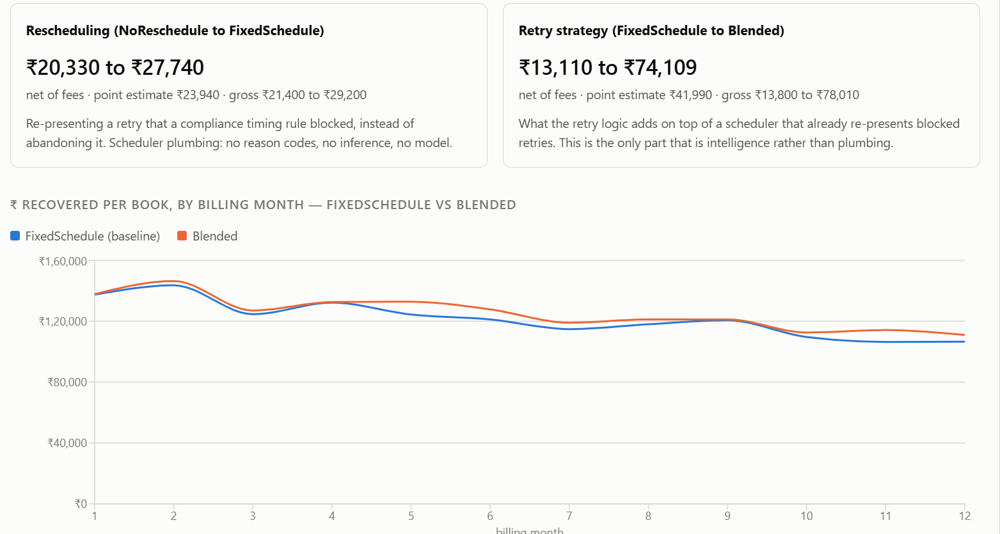 Rescheduling (NoReschedule to FixedSchedule)
₹20,330 to ₹27,740
net of fees · point estimate ₹23,940 · gross ₹21,400 to ₹29,200
Re-presenting a retry that a compliance timing rule blocked, instead of
abandoning it. Scheduler plumbing: no reason codes, no inference, no model.
Retry strategy (FixedSchedule to Blended)
₹13,110 to ₹74,109
net of fees · point estimate ₹41,990 · gross ₹13,800 to ₹78,010
What the retry logic adds on top of a scheduler that already re-presents blocked
retries. This is the only part that is intelligence rather than plumbing.
₹ RECOVERED PER BOOK, BY BILLING MONTH — FIXEDSCHEDULE VS BLENDED
FixedSchedule (baseline) Blended
₹1,60,000
₹1,20,000
₹80,000
₹40,000
₹0
1 2 3 4 5 6 7 8 9 10 11 12
billing month